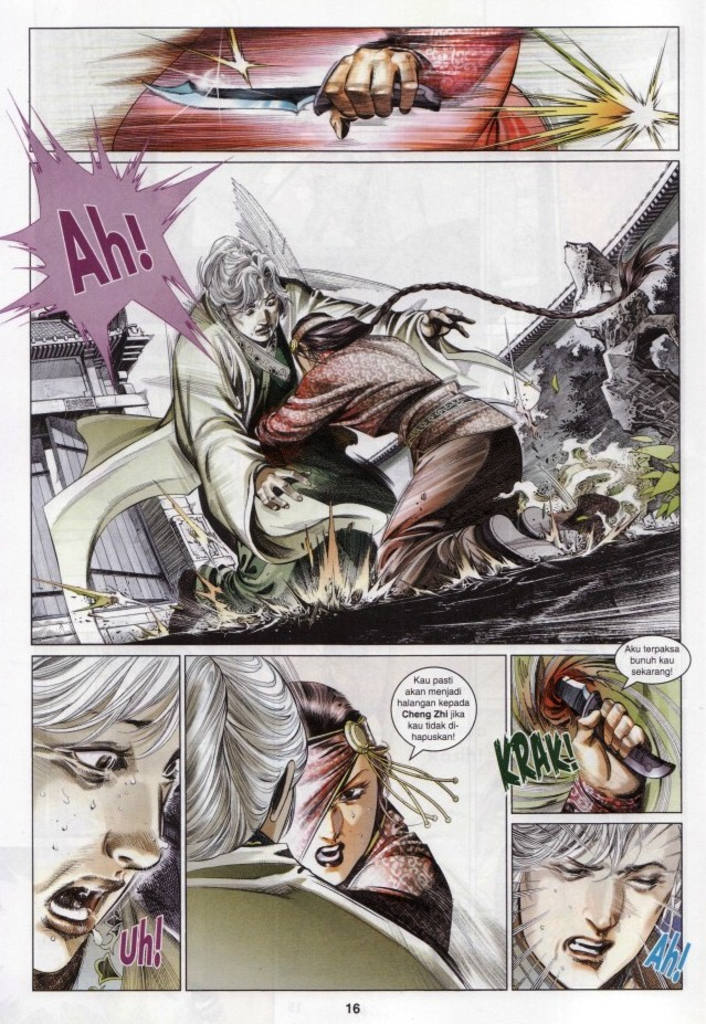 Ah!
Uh!
Kau pasti
akan menjadi
halangan kepada
Cheng Zhi jika
kau tidak di-
hapuskan!
Aku terpaksa
bunuh kau
sekarang!
KRAK!
Ah!
16